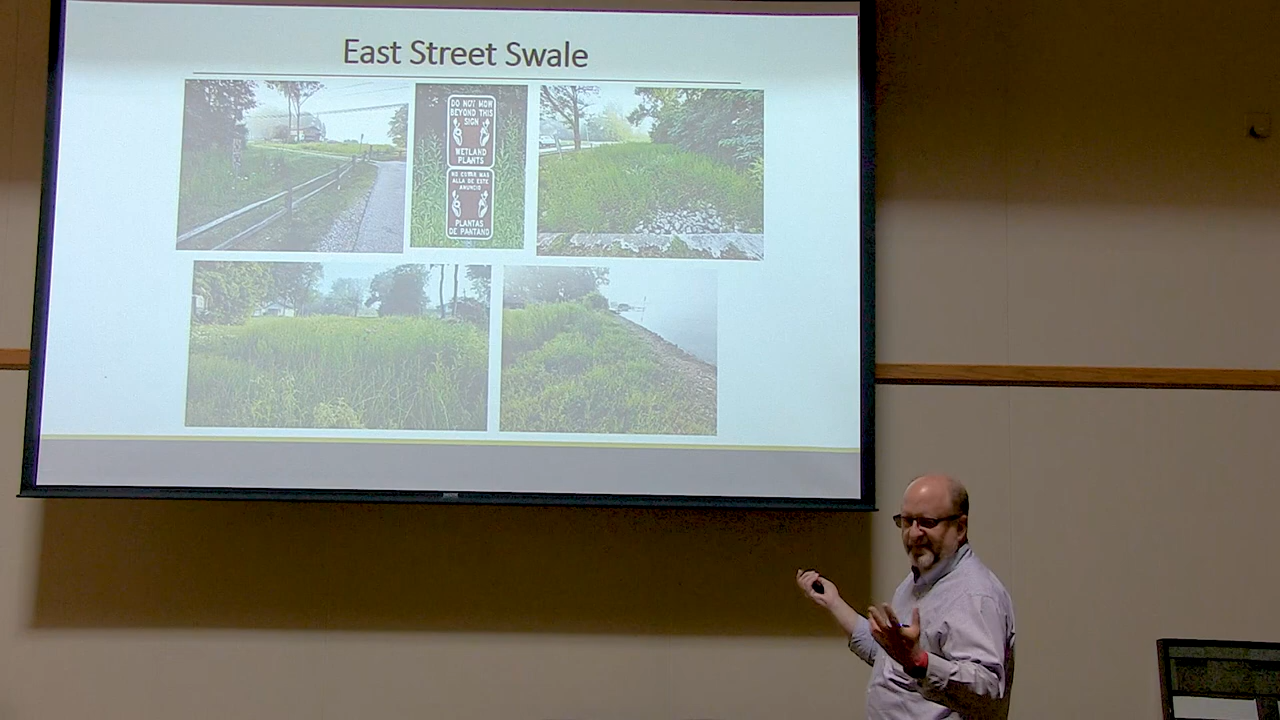 East Street Swale
DO NOT MOW
BEYOND THIS
SIGN
WETLAND
PLANTS
NO ESTAR MAS
ALLA DE ESTE
ANUNCIO
PLANTAS
DE PANTANO